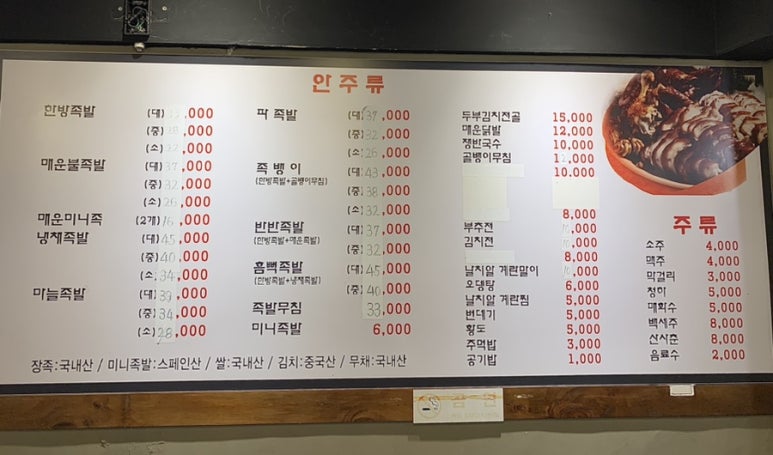 안주류
한방족발 (대) ,000
(중) ,000
(소) ,000
매운불족발 (대) 37,000
(중) 32,000
(소) 26,000
매운미니족 (2개) 16,000
냉채족발 (대) 45,000
(중) 40,000
(소) 34,000
마늘족발 (대) 39,000
(중) 34,000
(소) 28,000
파 족발 (대) 37,000
(중) 32,000
(소) 26,000
족 뱅 이 (대) 43,000
(한방족발+골뱅이무침)
(중) 38,000
(소) 32,000
반반족발 (대) 37,000
(한방족발+매운족발)
(중) 32,000
흠뻑족발 (대) 45,000
(한방족발+냉채족발)
(중) 40,000
족발무침 33,000
미니족발 6,000
두부김치전골 15,000
매운닭발 12,000
쟁반국수 10,000
골뱅이무침 ,000
10,000
8,000
부추전 ,000
김치전 ,000
8,000
날치알 계란말이 ,000
오뎅탕 6,000
날치알 계란찜 5,000
번데기 5,000
황도 5,000
주먹밥 3,000
공기밥 1,000
주류
소주 4,000
맥주 4,000
막걸리 3,000
청하 5,000
매화수 5,000
백세주 8,000
산사춘 8,000
음료수 2,000
장족:국내산 / 미니족발:스페인산 / 쌀:국내산 / 김치:중국산 / 무채:국내산
금 연